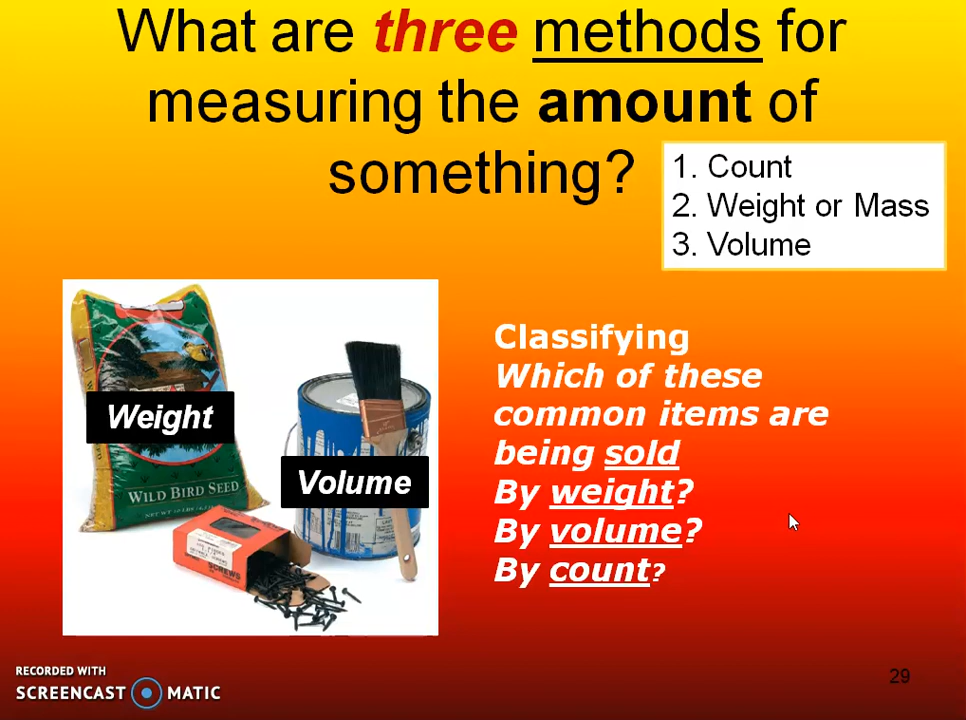 What are three methods for
measuring the amount of
something?
1. Count
2. Weight or Mass
3. Volume
Weight
Volume
WILD BIRD SEED
SCREWS
Classifying
Which of these
common items are
being sold
By weight?
By volume?
By count?
RECORDED WITH
SCREENCAST MATIC
29